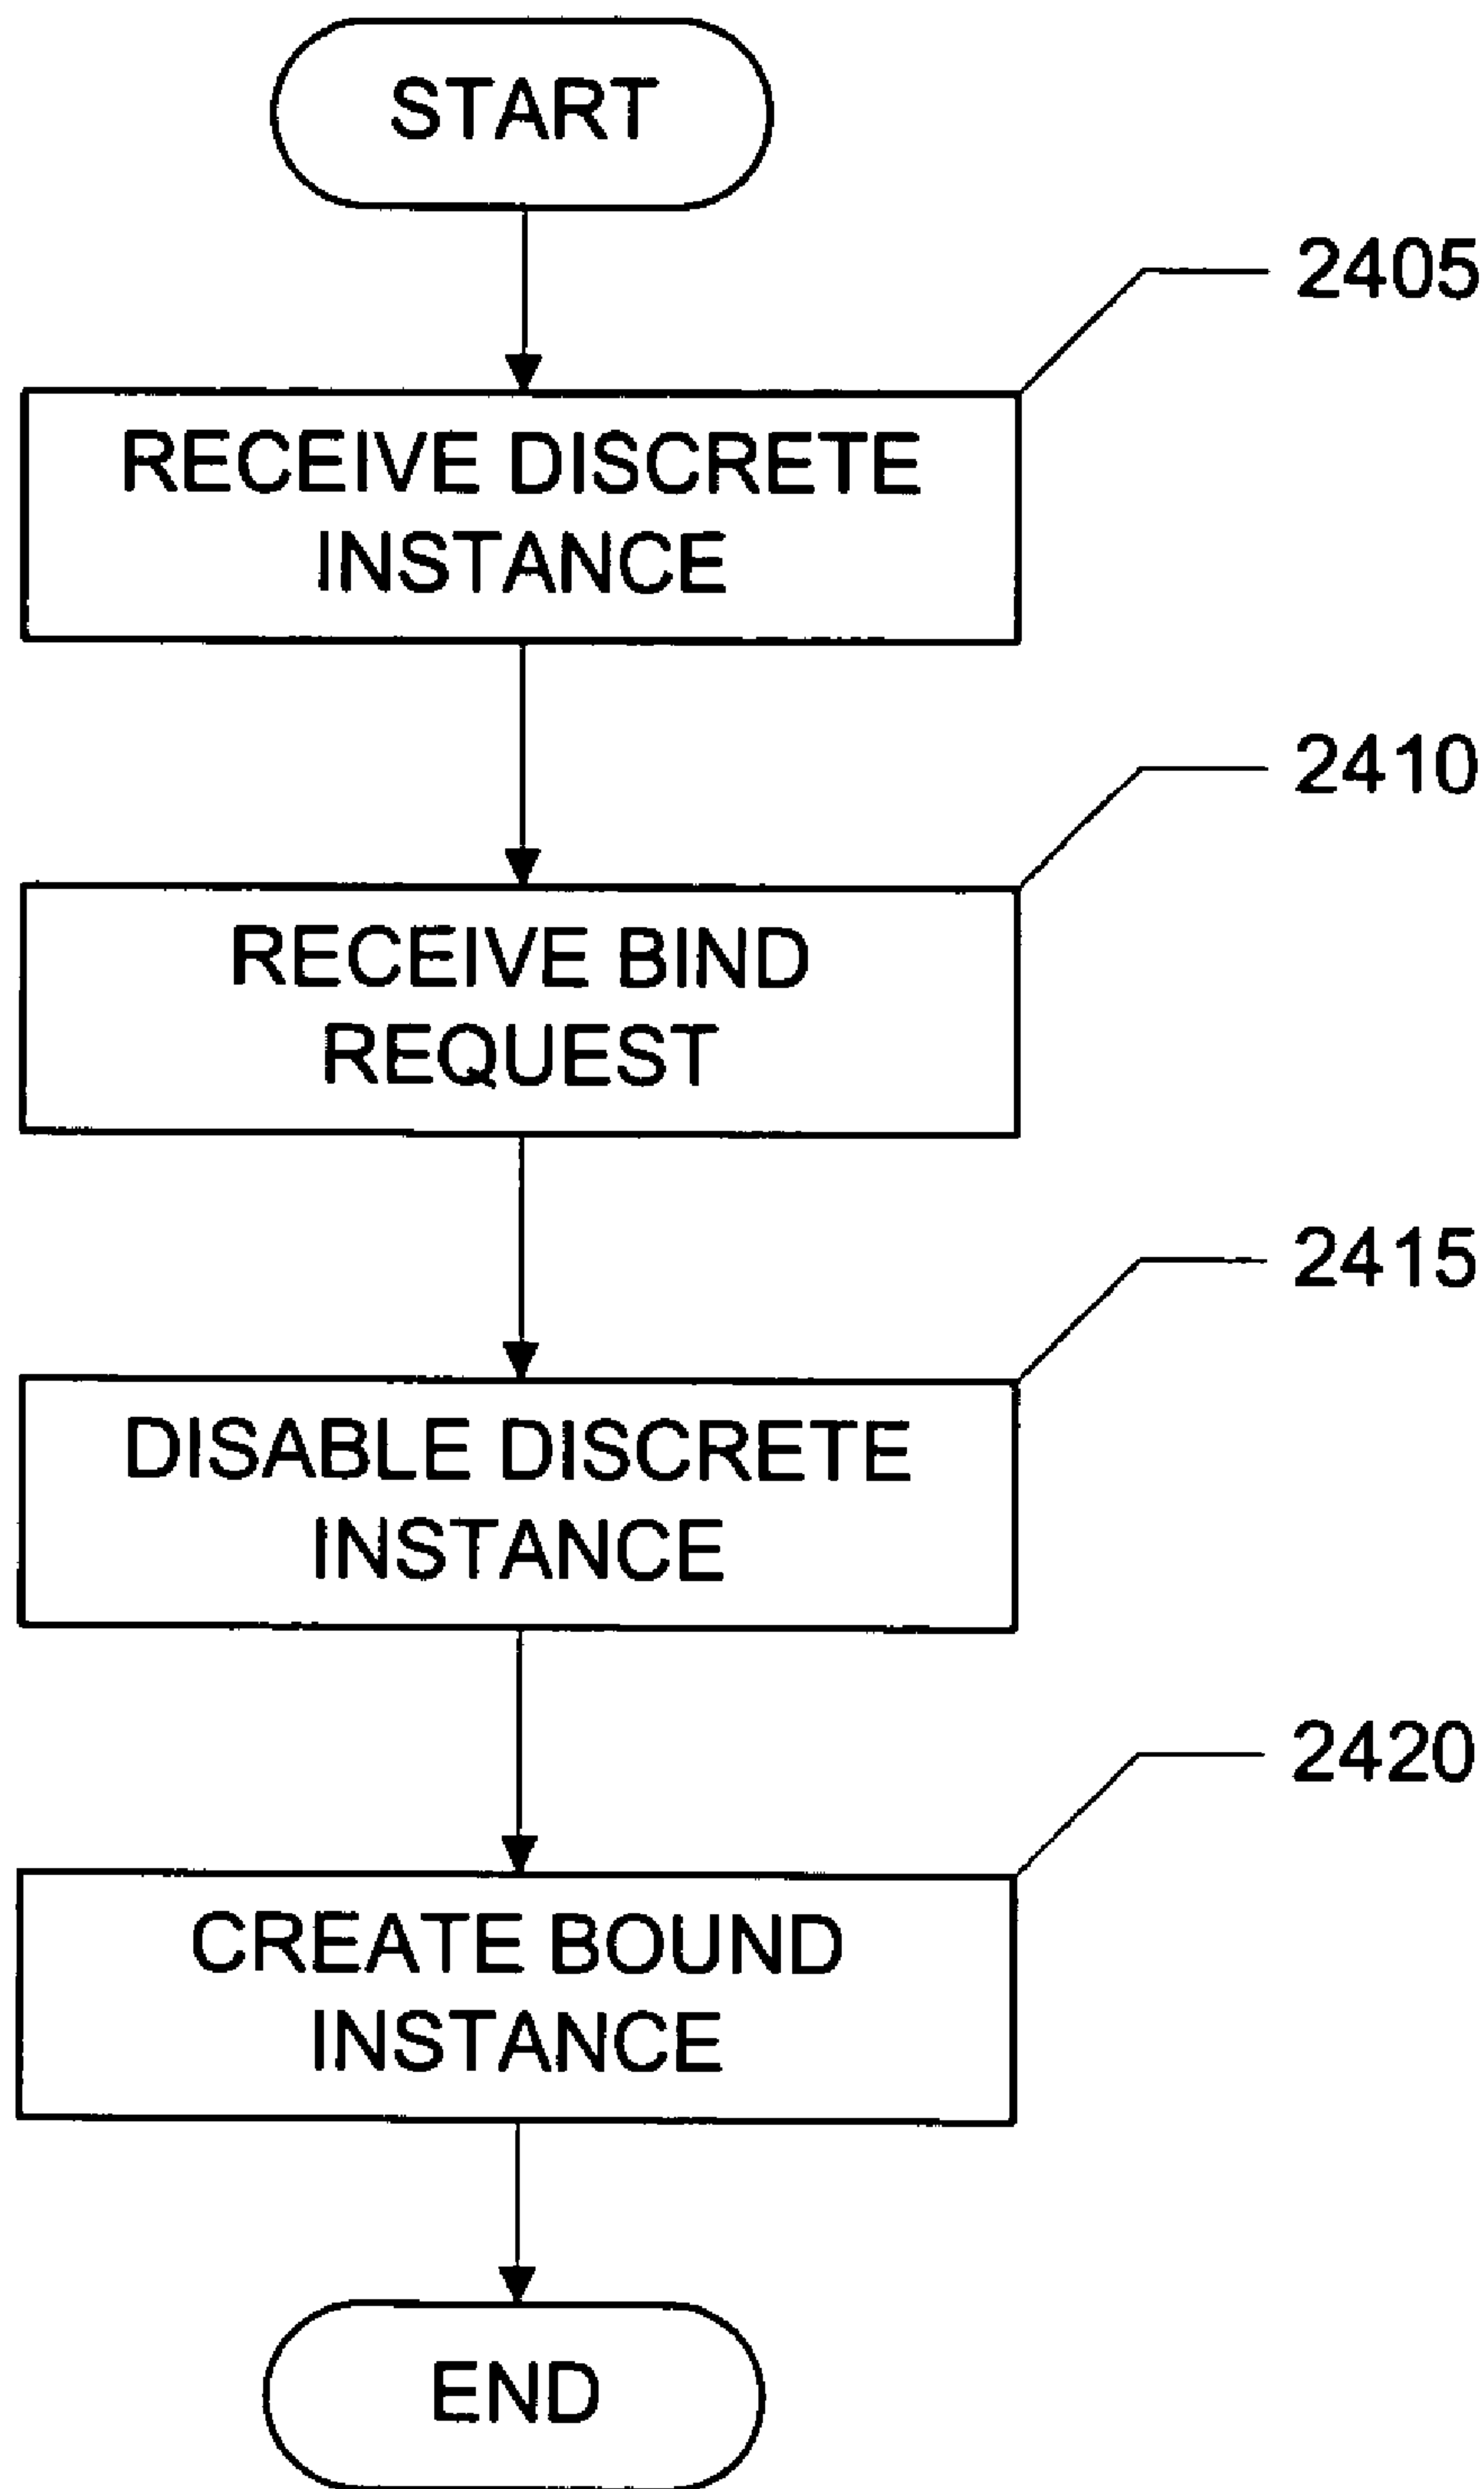 START
2405
RECEIVE DISCRETE
INSTANCE
2410
RECEIVE BIND
REQUEST
2415
DISABLE DISCRETE
INSTANCE
2420
CREATE BOUND
INSTANCE
END